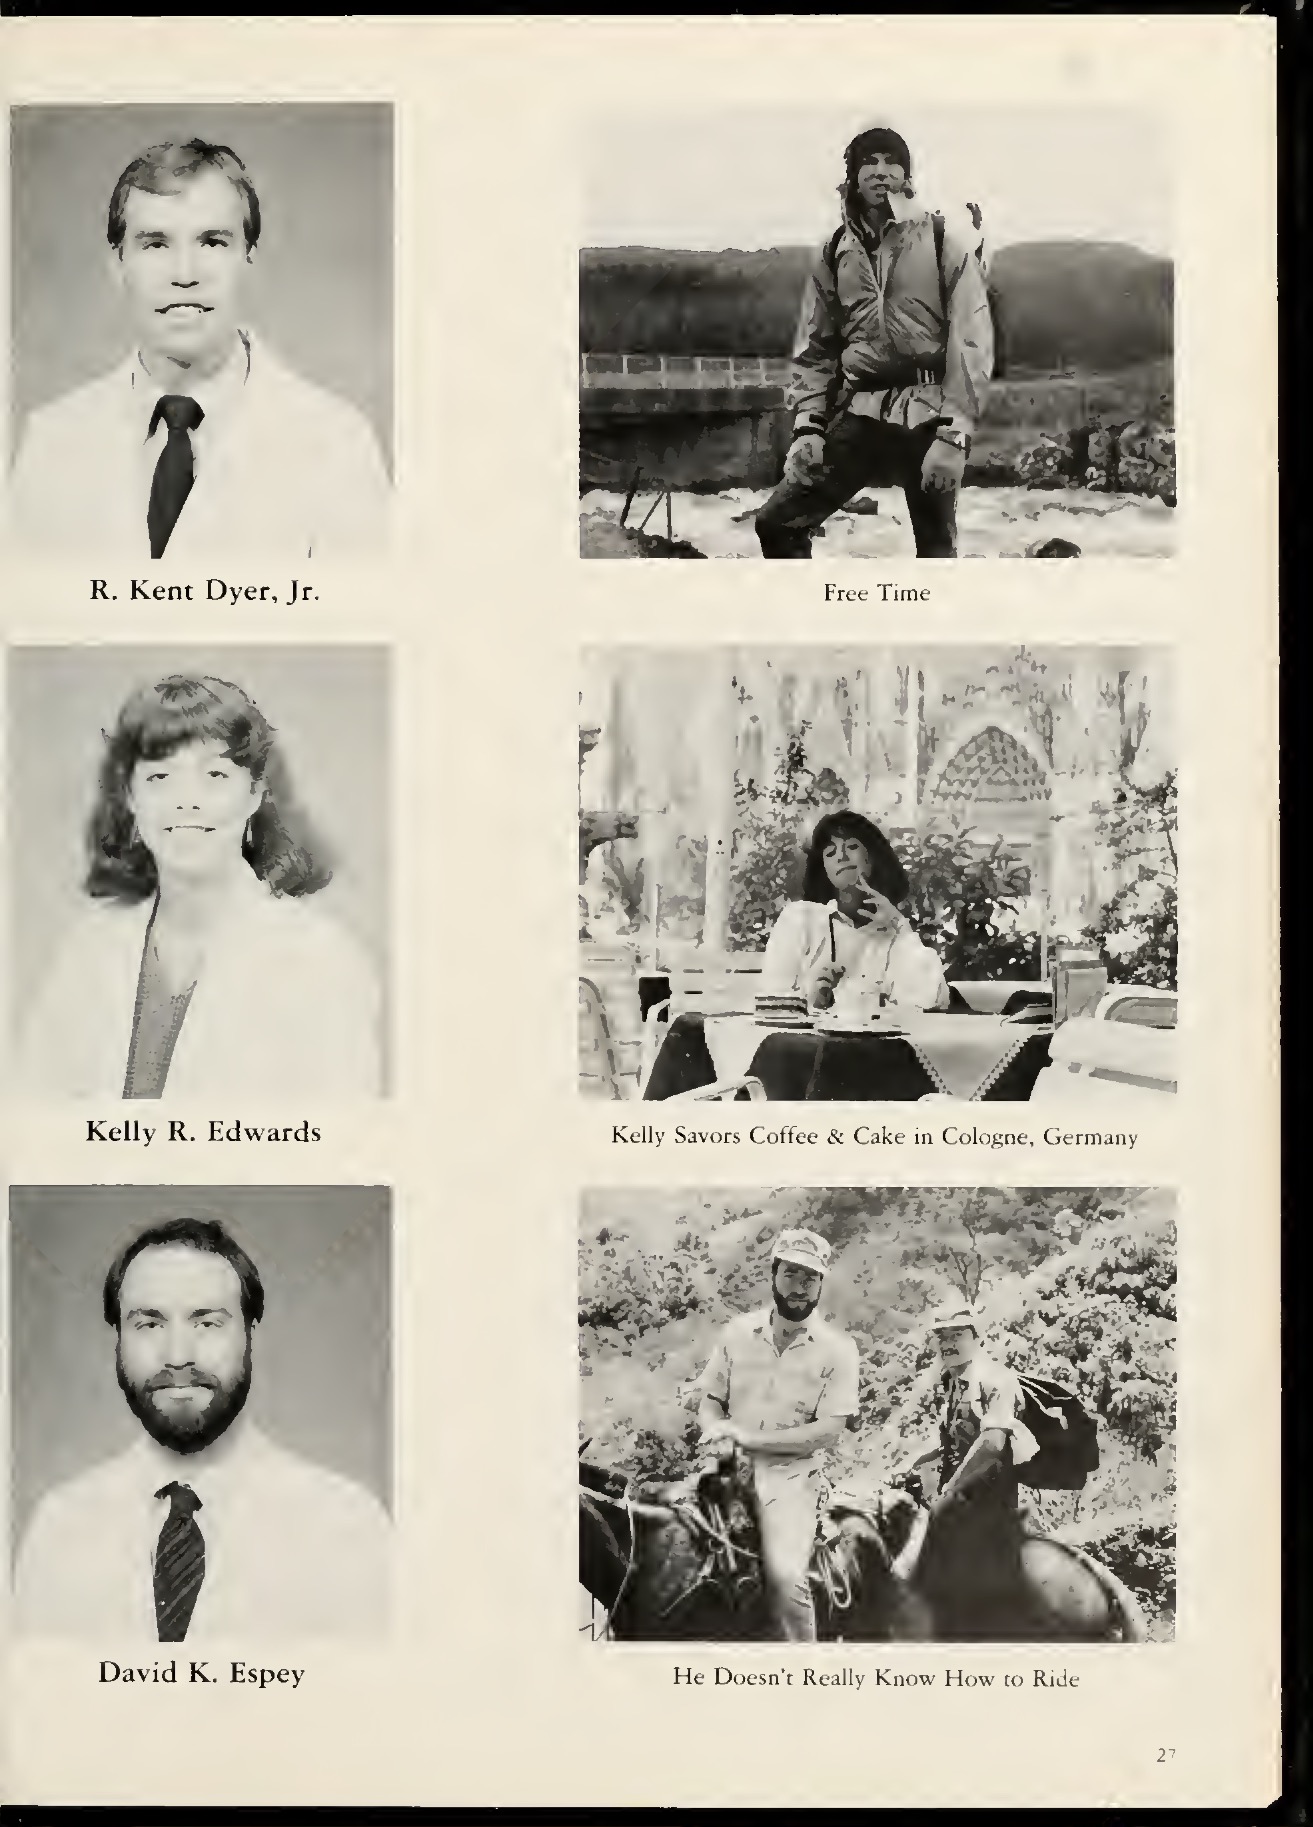 R. Kent Dyer, Jr.
Free Time
Kelly R. Edwards
Kelly Savors Coffee & Cake in Cologne, Germany
David K. Espey
He Doesn't Really Know How to Ride
27